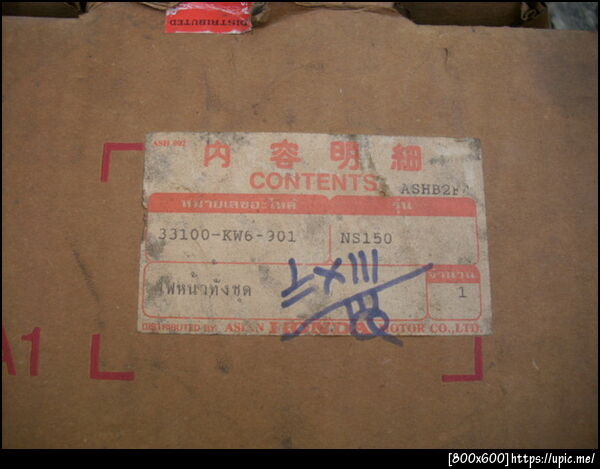 DISTRIBUTED
ASH 002
内容明細
CONTENTS
หมายเลขอะไหล่ รุ่น
33100-KW6-901 NS150
ไฟหน้าทั้งชุด
จำนวน
1
DISTRIBUTED BY: ASIAN HONDA MOTOR CO., LTD.
A1
[800x600] https://upic.me/